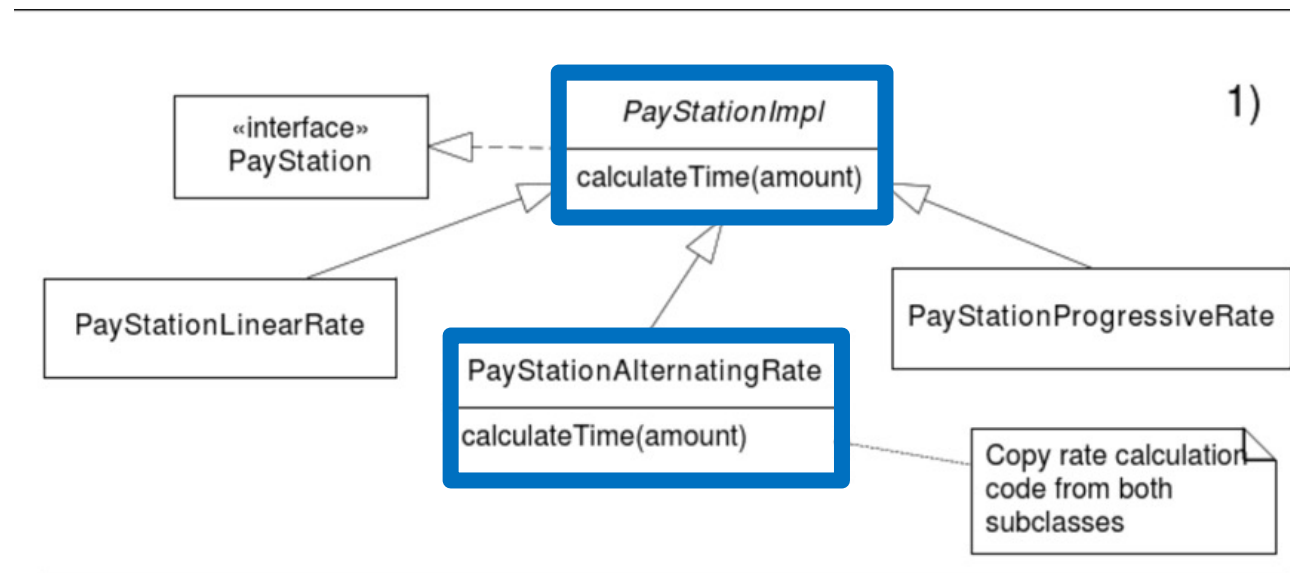 1)
«interface»
PayStation
PayStationImpl
calculateTime(amount)
PayStationLinearRate
PayStationAlternatingRate
calculateTime(amount)
PayStationProgressiveRate
Copy rate calculation
code from both
subclasses